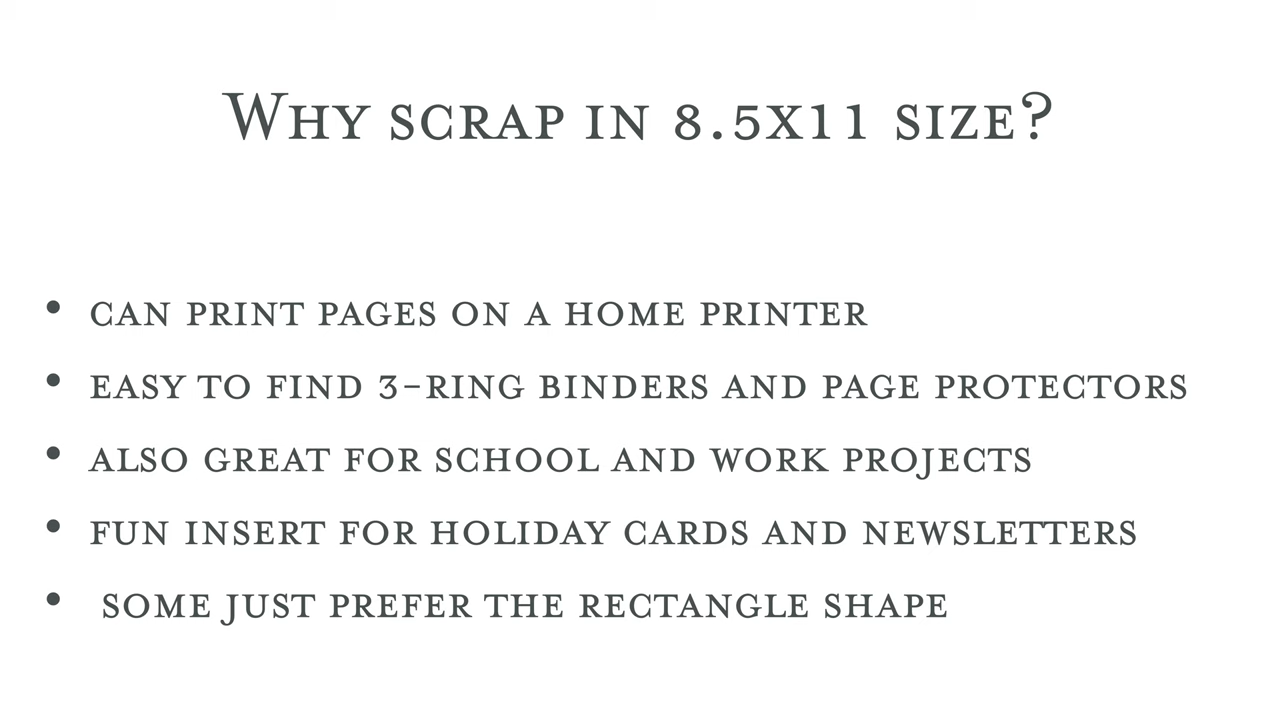 Why scrap in 8.5x11 size?
• can print pages on a home printer
• easy to find 3-ring binders and page protectors
• also great for school and work projects
• fun insert for holiday cards and newsletters
• some just prefer the rectangle shape